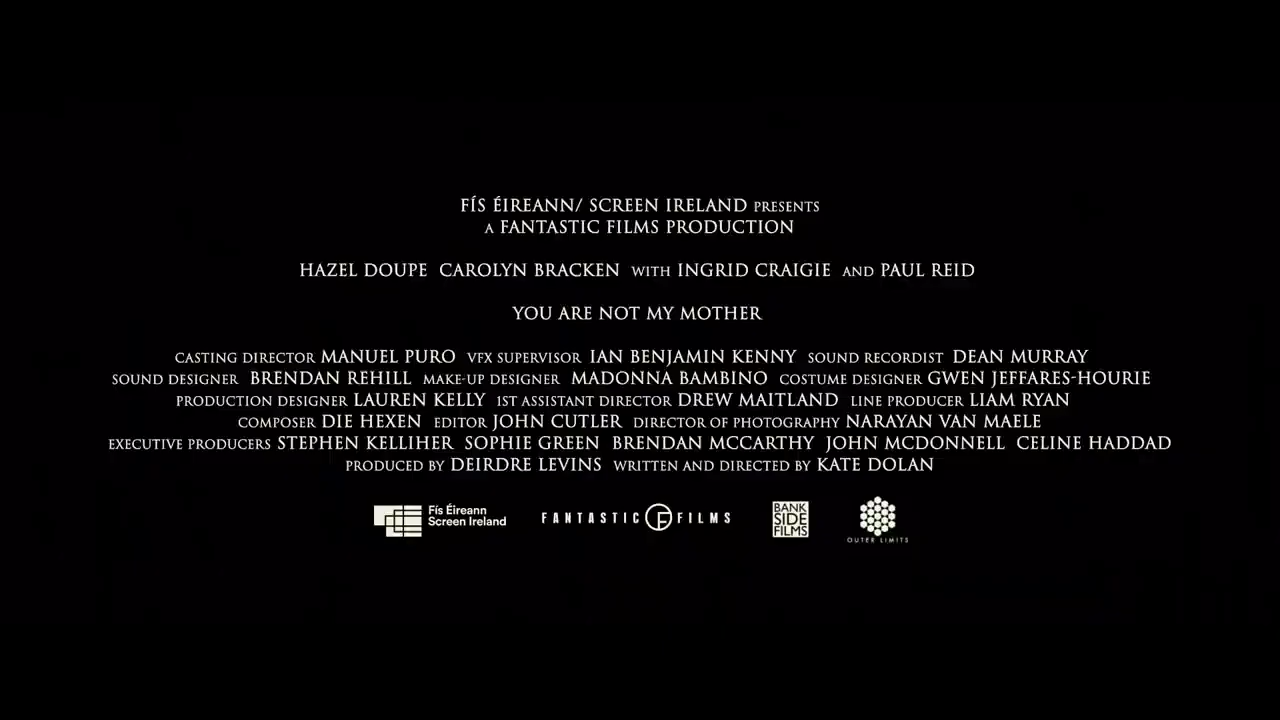 FÍS ÉIREANN/ SCREEN IRELAND PRESENTS
A FANTASTIC FILMS PRODUCTION
HAZEL DOUPE CAROLYN BRACKEN WITH INGRID CRAIGIE AND PAUL REID
YOU ARE NOT MY MOTHER
CASTING DIRECTOR MANUEL PURO VFX SUPERVISOR IAN BENJAMIN KENNY SOUND RECORDIST DEAN MURRAY
SOUND DESIGNER BRENDAN REHILL MAKE-UP DESIGNER MADONNA BAMBINO COSTUME DESIGNER GWEN JEFFARES-HOURIE
PRODUCTION DESIGNER LAUREN KELLY 1ST ASSISTANT DIRECTOR DREW MAITLAND LINE PRODUCER LIAM RYAN
COMPOSER DIE HEXEN EDITOR JOHN CUTLER DIRECTOR OF PHOTOGRAPHY NARAYAN VAN MAELE
EXECUTIVE PRODUCERS STEPHEN KELLIHER SOPHIE GREEN BRENDAN MCCARTHY JOHN MCDONNELL CELINE HADDAD
PRODUCED BY DEIRDRE LEVINS WRITTEN AND DIRECTED BY KATE DOLAN
Fís Éireann
Screen Ireland
FANTASTIC FF FILMS
BANK
SIDE
FILMS
OUTER LIMITS